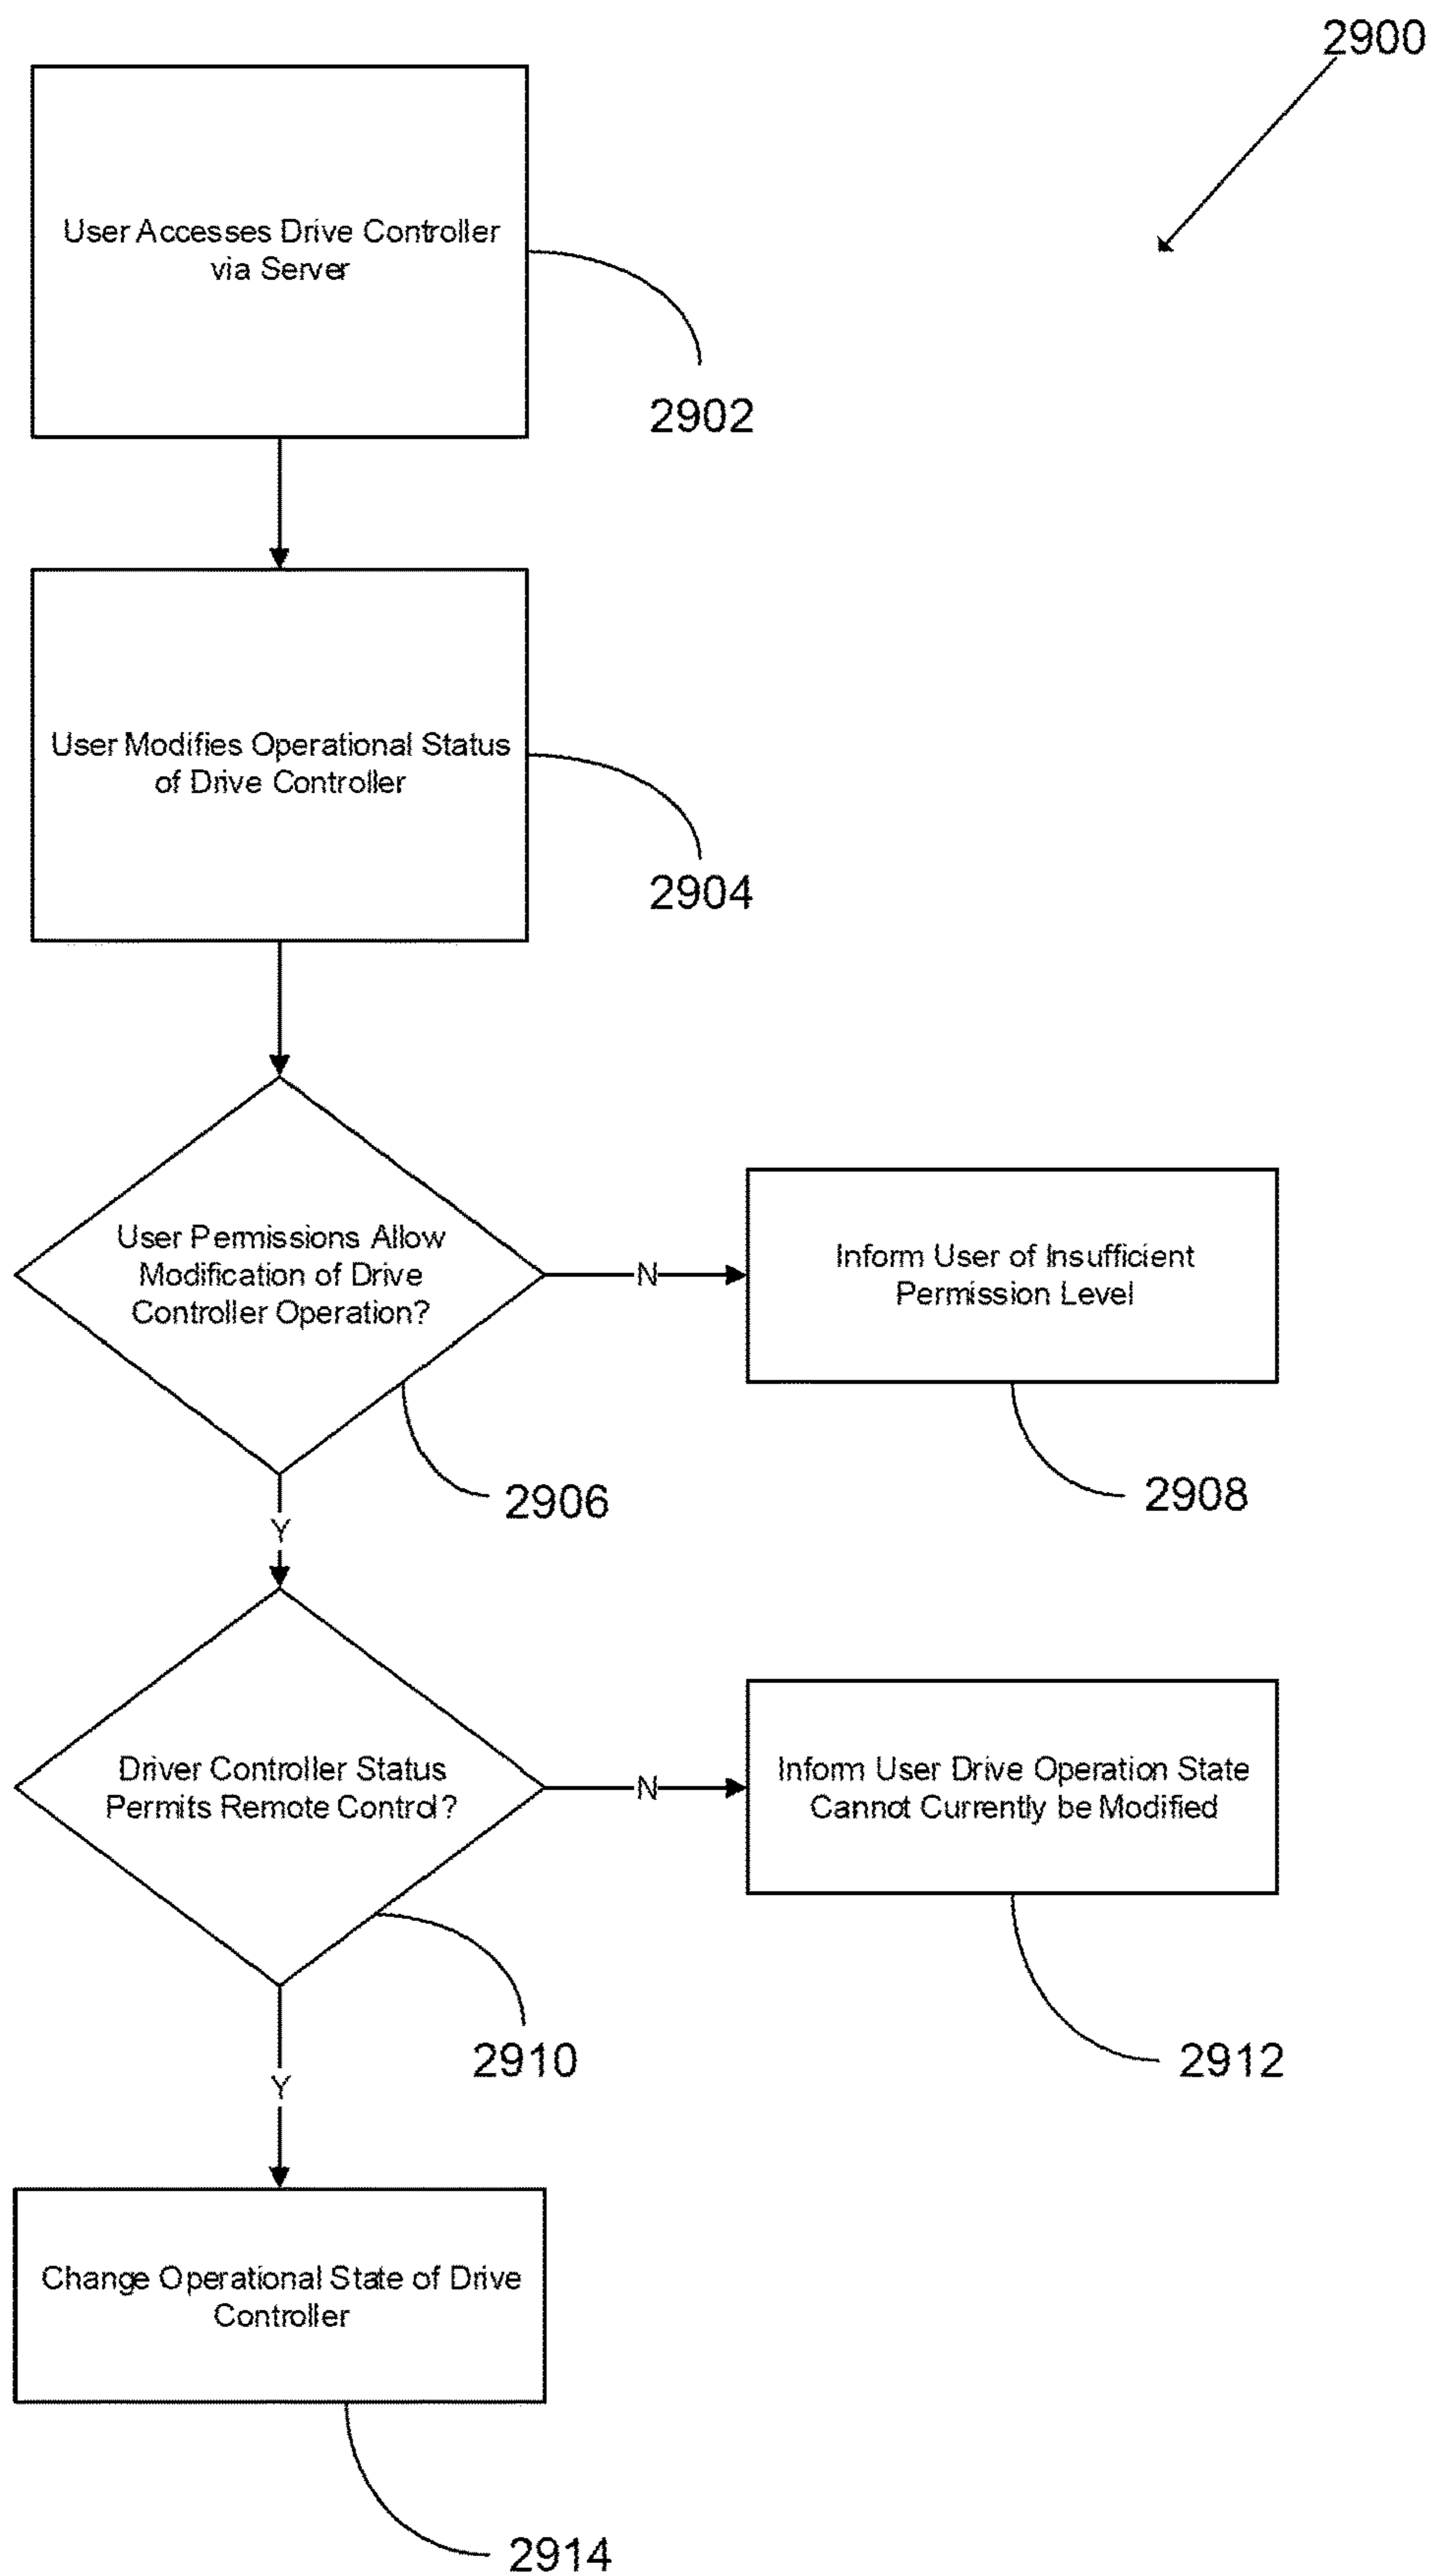 2900
User Accesses Drive Controller
via Server
2902
User Modifies Operational Status
of Drive Controller
2904
User Permissions Allow
Modification of Drive
Controller Operation?
N
Inform User of Insufficient
Permission Level
2906
2908
Y
Driver Controller Status
Permits Remote Control?
N
Inform User Drive Operation State
Cannot Currently be Modified
2910
2912
Y
Change Operational State of Drive
Controller
2914